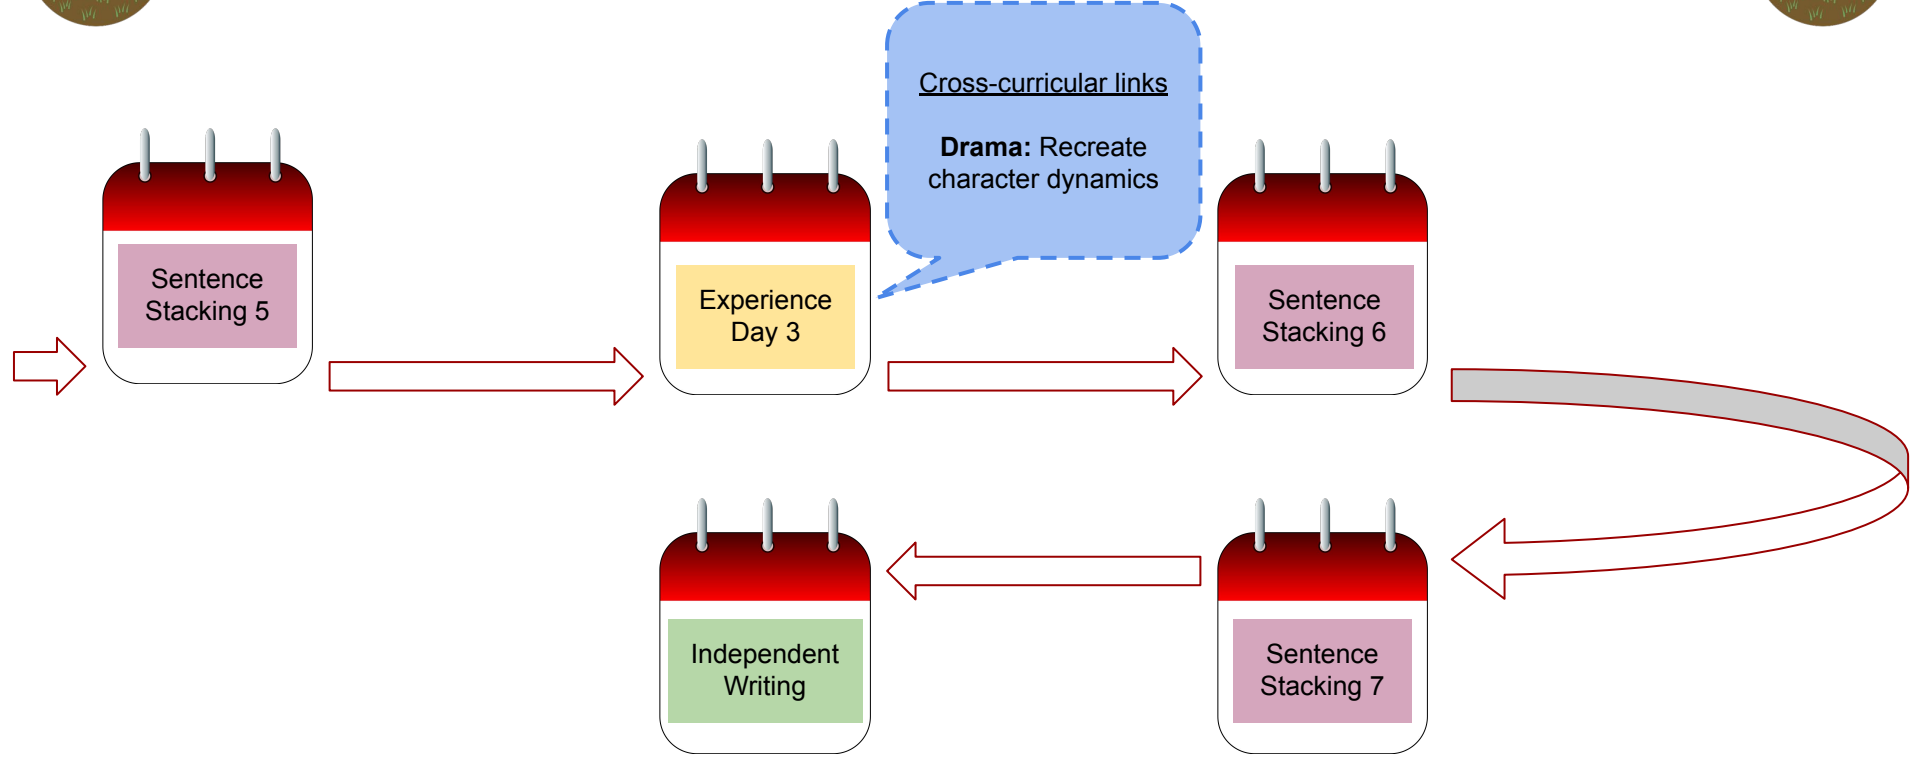 Cross-curricular links
Drama: Recreate
character dynamics
Sentence
Stacking 5
Experience
Day 3
Sentence
Stacking 6
Sentence
Stacking 7
Independent
Writing